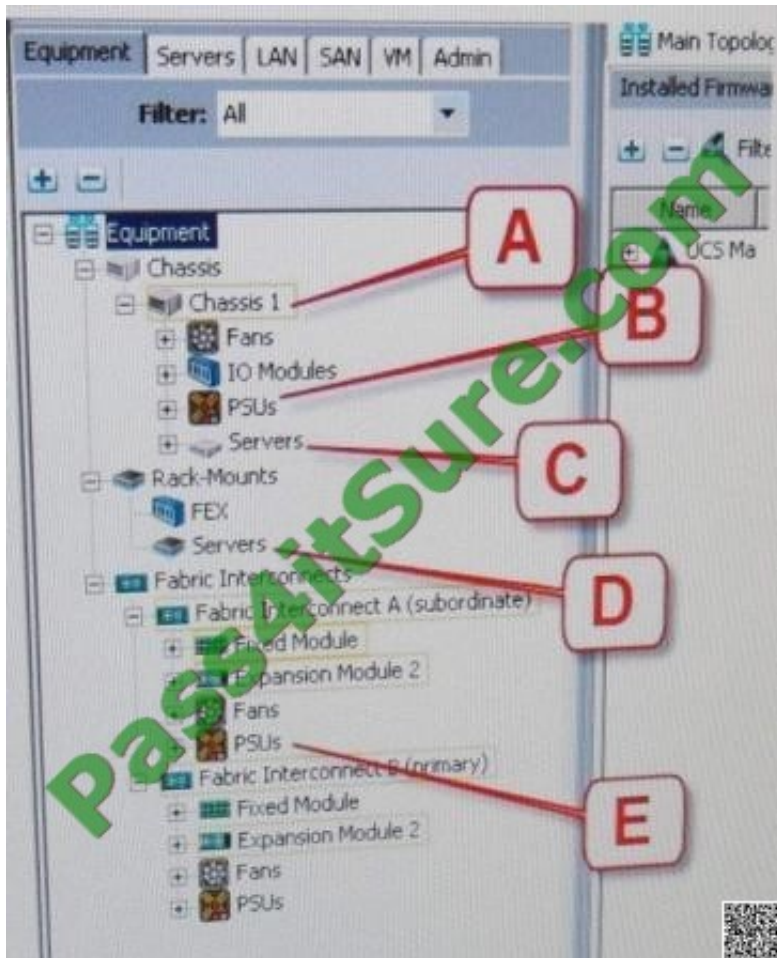 Equipment Servers LAN SAN VM Admin
Filter: All
Equipment
Chassis
Chassis 1
Fans
IO Modules
PSUs
Servers
Rack-Mounts
FEX
Servers
Fabric Interconnects
Fabric Interconnect A (subordinate)
Fixed Module
Expansion Module 2
Fans
PSUs
Fabric Interconnect B (primary)
Fixed Module
Expansion Module 2
Fans
PSUs
Main Topolog
Installed Firmwa
Filte
Name
UCS Ma
A
B
C
D
E
Pass4itSure.com